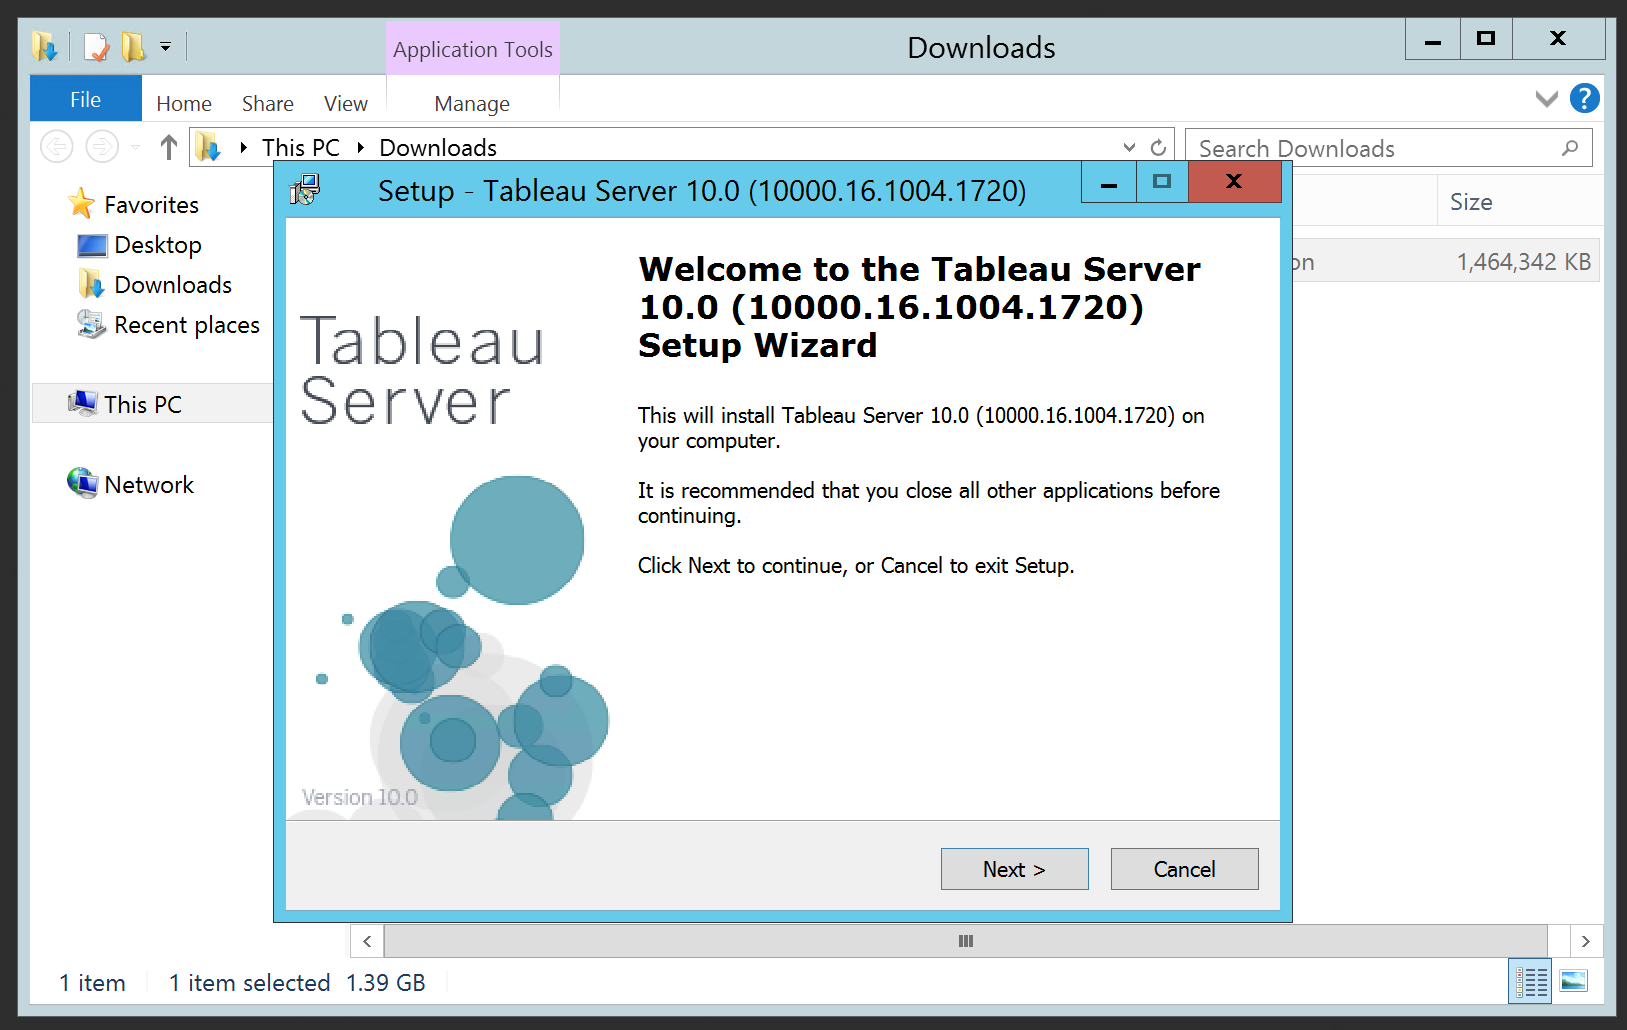 Application Tools
Downloads
File
Home
Share
View
Manage
This PC
Downloads
Search Downloads
Favorites
Desktop
Downloads
Recent places
This PC
Network
Size
on
1,464,342 KB
Setup - Tableau Server 10.0 (10000.16.1004.1720)
Tableau
Server
Version 10.0
Welcome to the Tableau Server
10.0 (10000.16.1004.1720)
Setup Wizard
This will install Tableau Server 10.0 (10000.16.1004.1720) on
your computer.
It is recommended that you close all other applications before
continuing.
Click Next to continue, or Cancel to exit Setup.
Next >
Cancel
1 item
1 item selected 1.39 GB